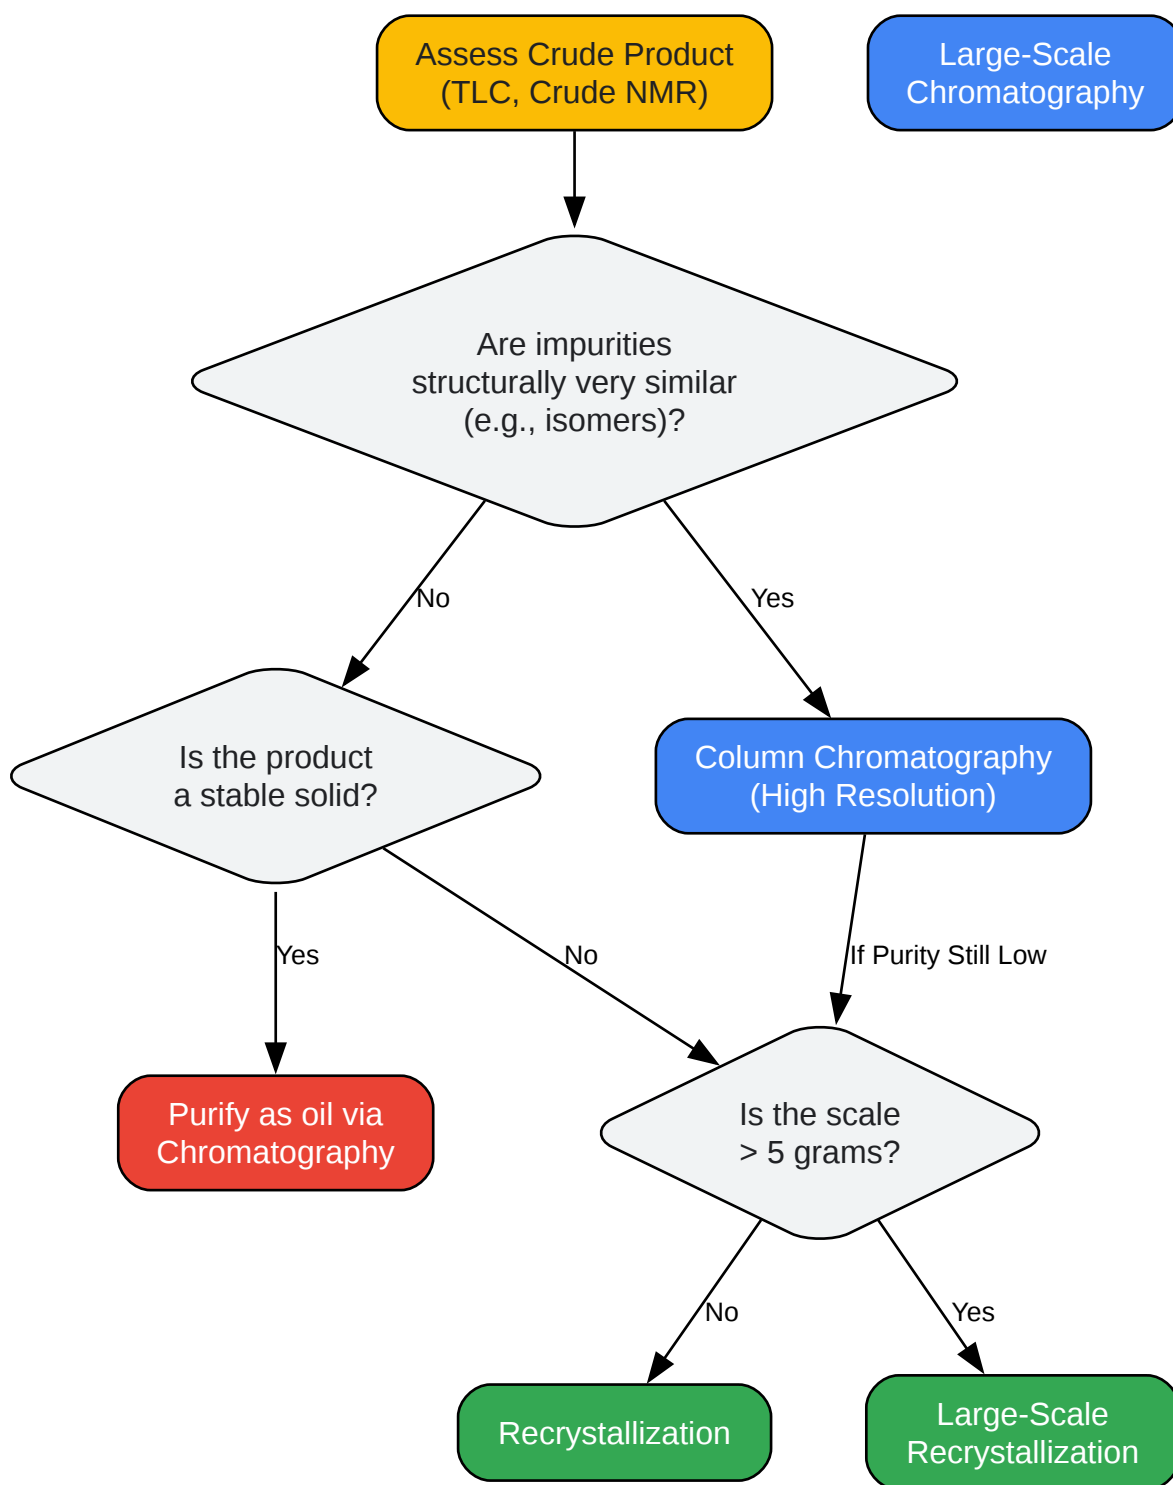 Assess Crude Product
(TLC, Crude NMR)
Large-Scale
Chromatography
Are impurities
structurally very similar
(e.g., isomers)?
No
Yes
Is the product
a stable solid?
Column Chromatography
(High Resolution)
Yes
No
If Purity Still Low
Purify as oil via
Chromatography
Is the scale
> 5 grams?
No
Yes
Recrystallization
Large-Scale
Recrystallization